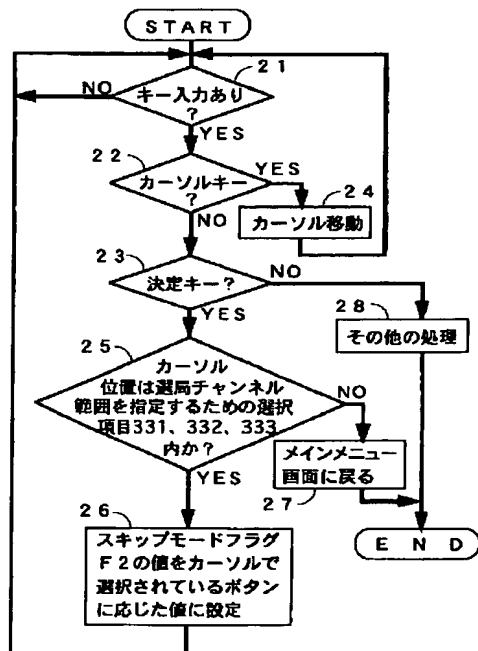 START
21
キー入力あり
?
NO
YES
22
カーソルキー
?
YES
24
カーソル移動
NO
23
決定キー?
NO
YES
28
その他の処理
25
カーソル
位置は選局チャンネル
範囲を指定するための選択
項目331、332、333
内か?
NO
メインメニュー
画面に戻る
27
YES
26
スキップモードフラグ
F2の値をカーソルで
選択されているボタン
に応じた値に設定
END